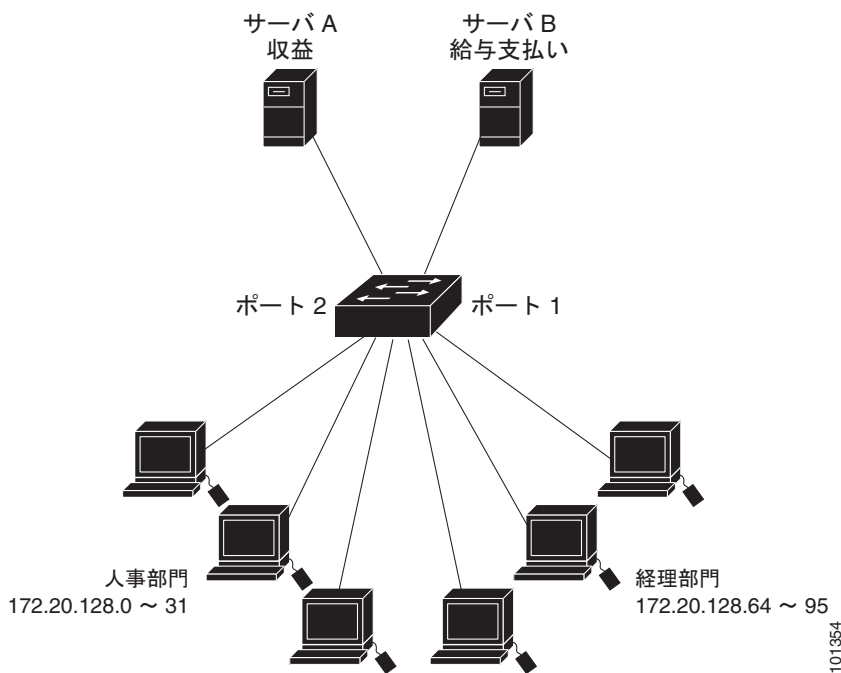 サーバ A
収益
サーバ B
給与支払い
ポート 2
ポート 1
人事部門
172.20.128.0 ～ 31
経理部門
172.20.128.64 ～ 95
101354